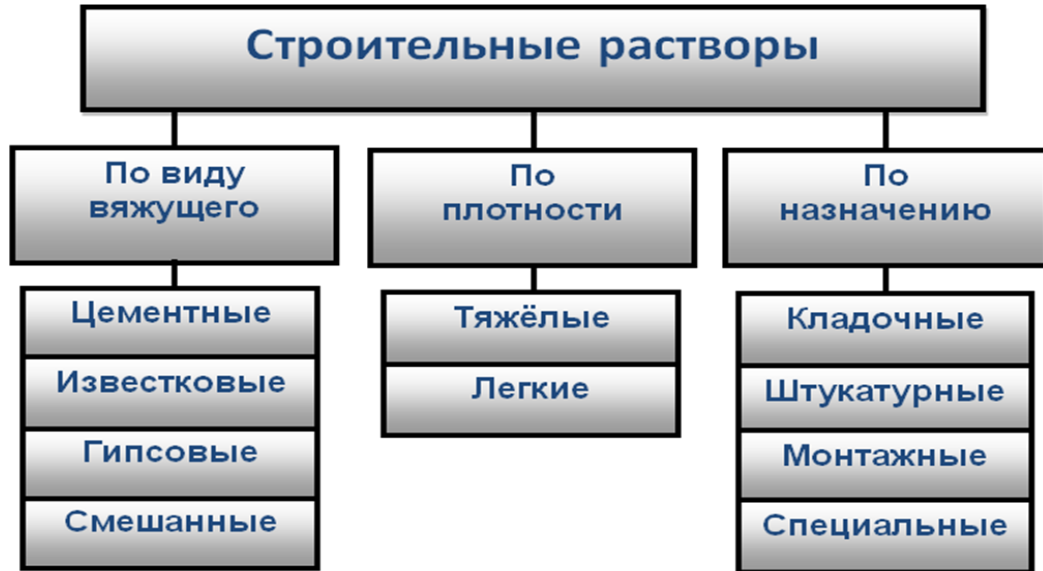 Строительные растворы
По виду
вяжущего
Цементные
Известковые
Гипсовые
Смешанные
По
плотности
Тяжёлые
Легкие
По
назначению
Кладочные
Штукатурные
Монтажные
Специальные